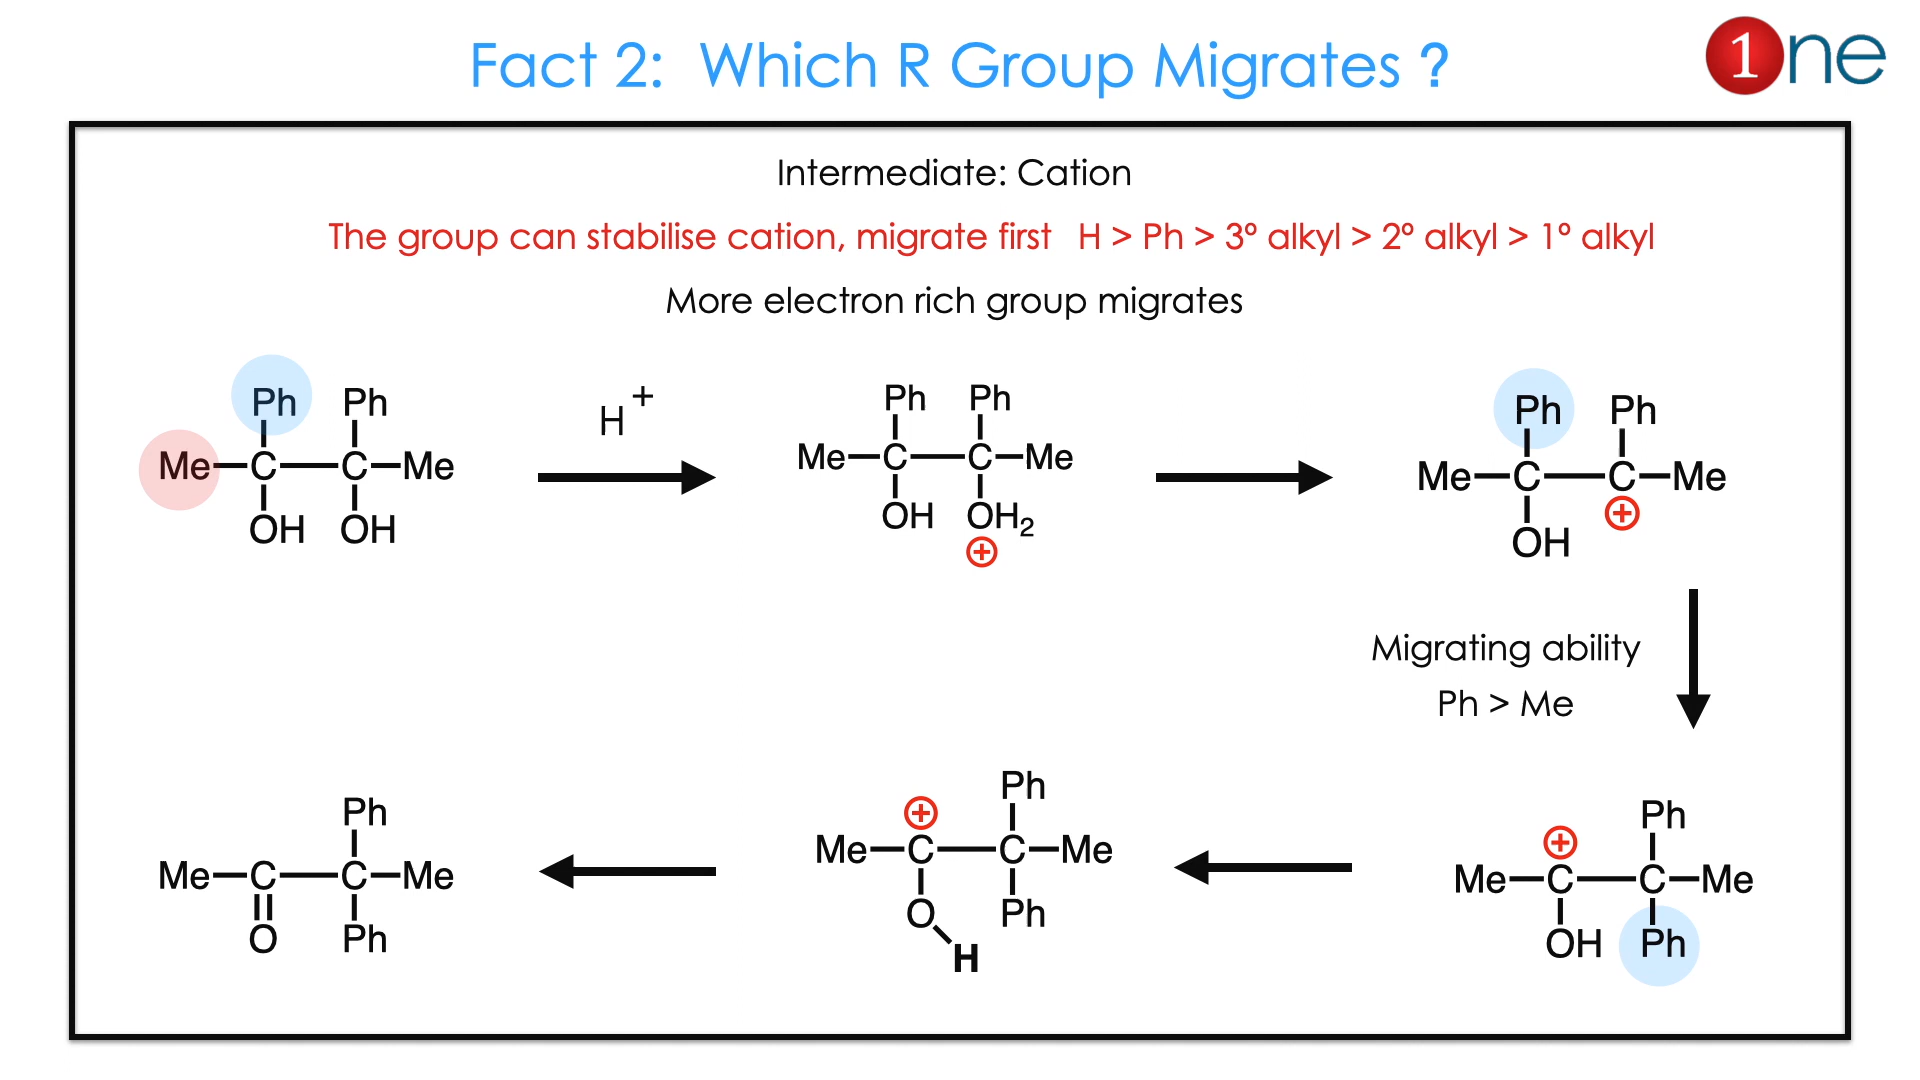 Fact 2: Which R Group Migrates ?
1ne
Intermediate: Cation
The group can stabilise cation, migrate first H > Ph > 3º alkyl > 2º alkyl > 1º alkyl
More electron rich group migrates
Ph Ph
Me—C—C—Me
OH OH
H+
Ph Ph
Me—C—C—Me
OH OH2
+
Ph Ph
Me—C—C—Me
+
OH
Migrating ability
Ph > Me
Ph
Me—C—C—Me
O Ph
Ph
+
Me—C—C—Me
O Ph
H
Ph
+
Me—C—C—Me
OH Ph